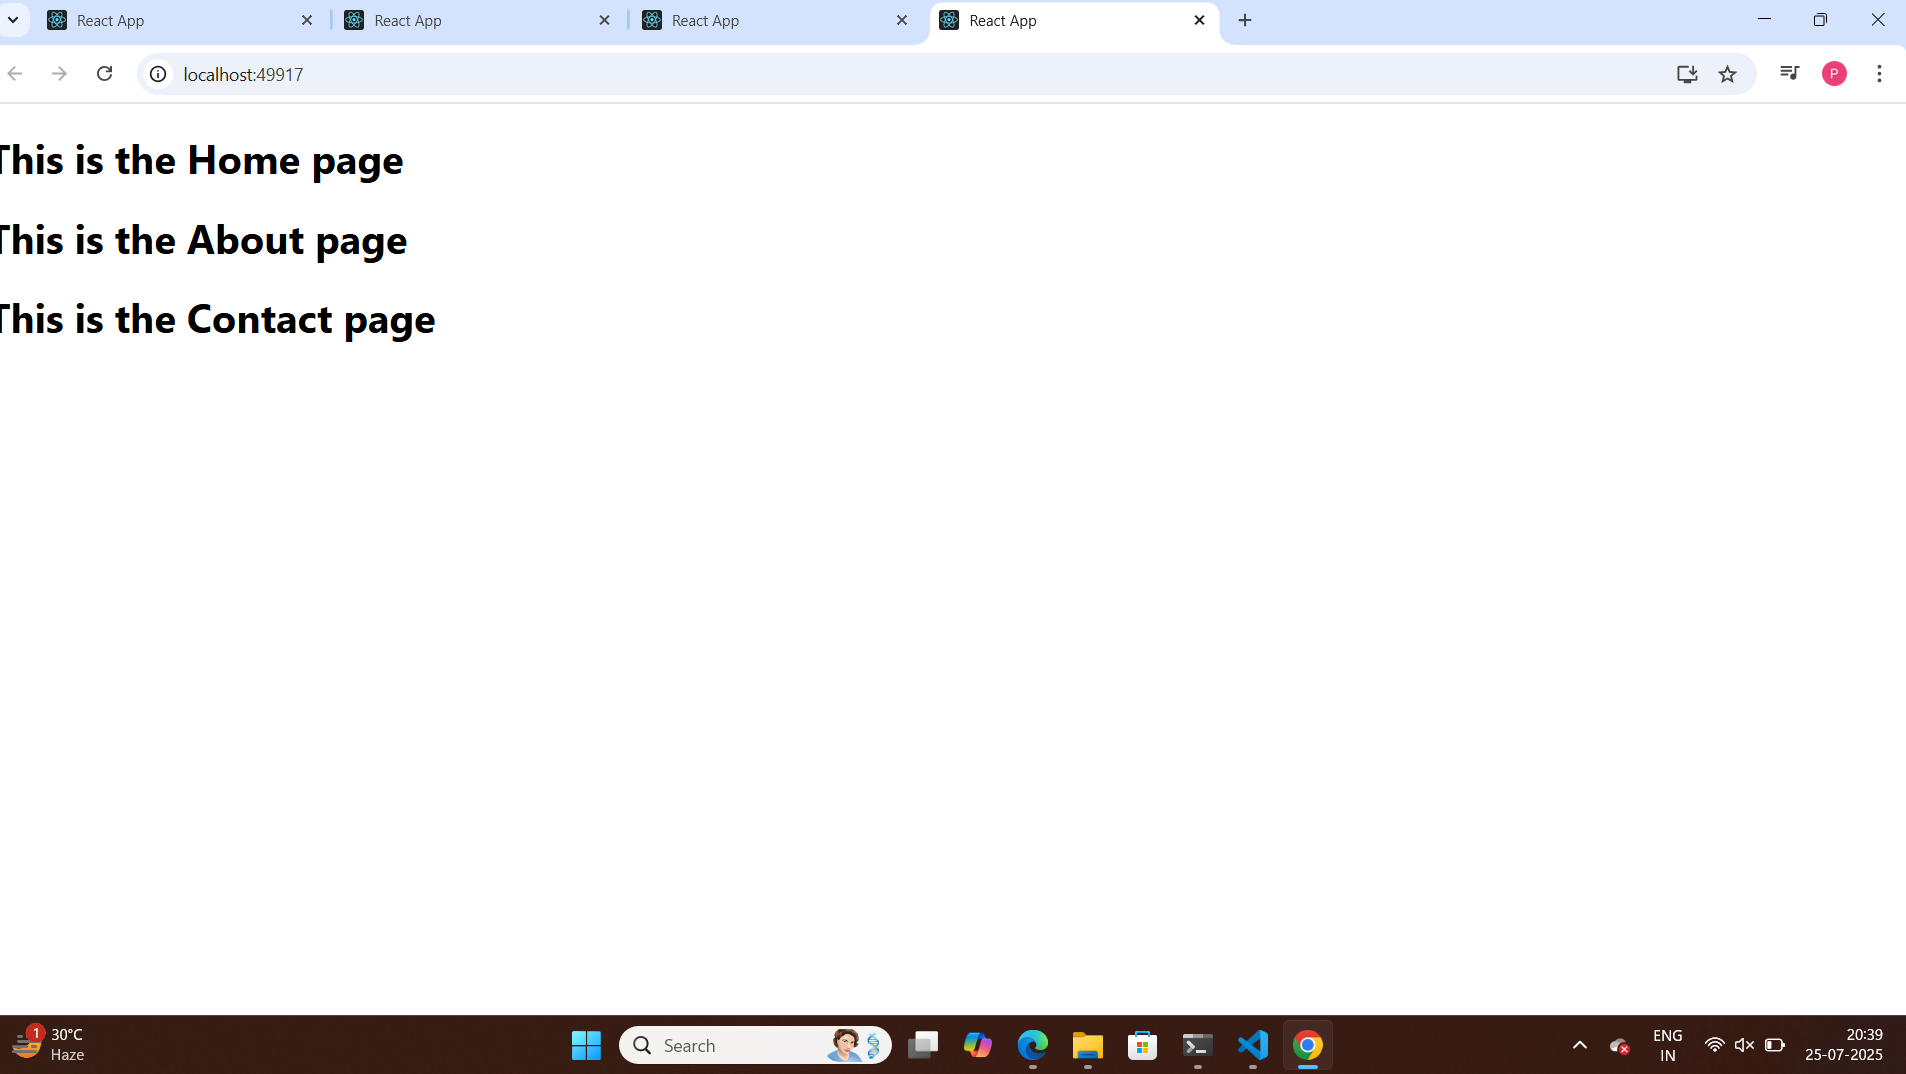 React App
React App
React App
React App
localhost:49917
P
This is the Home page
This is the About page
This is the Contact page
1
30°C
Haze
Search
ENG
IN
20:39
25-07-2025